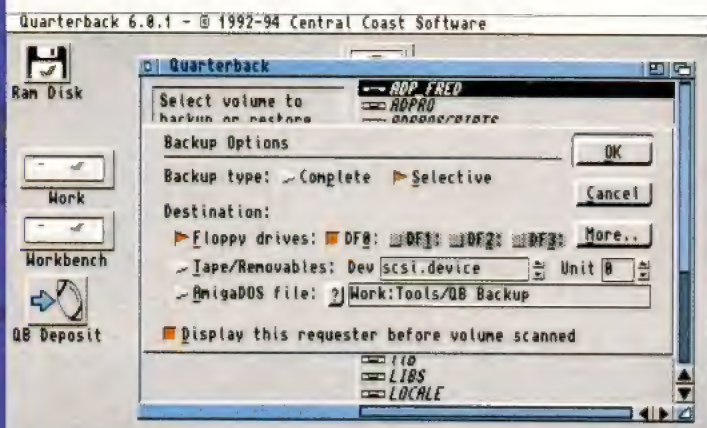 Quarterback 6.0.1 - © 1992-94 Central Coast Software
Ram Disk
Quarterback
Select volume to
backup or restore
ADP_FRED
ADPRO
ADPROSCRIPTS
Backup Options
OK
Backup type: Complete Selective
Cancel
Work
Destination:
Floppy drives: DF0: DF1: DF2: DF3: More..
Workbench
Tape/Removables: Dev scsi.device Unit 0
AmigaDOS file: ? Work:Tools/QB Backup
QB Deposit
Display this requester before volume scanned
LIB
LIBS
LOCALE